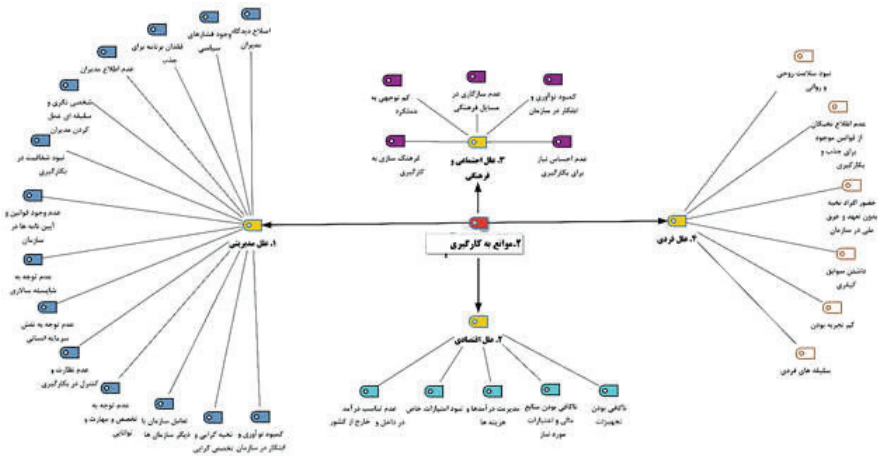 اصلاح دیدگاه
مدیران
وجود فشارهای
سیاسی
فقدان برنامه برای
جذب
عدم اطلاع مدیران
شخصی نگری و
سلیقه ای عمل
کردن مدیران
نبود شفافیت در
بکارگیری
عدم وجود قوانین و
آیین نامه ها در
سازمان
عدم توجه به
شایسته سالاری
عدم توجه به نقش
سرمایه انسانی
عدم نظارت و
کنترل در بکارگیری
عدم توجه به
تخصص و مهارت و
توانایی
تعامل سازمان با
دیگر سازمان ها
نخبه گرایی و
تخصص گرایی
کمبود نوآوری و
ابتکار در سازمان
۱. علل مدیریتی
کم توجهی به
عملکرد
عدم سازگاری در
مسایل فرهنگی
کمبود نوآوری و
ابتکار در سازمان
فرهنگ سازی به
کارگیری
عدم احساس نیاز
برای بکارگیری
۳. علل اجتماعی و
فرهنگی
۲.موانع به کارگیری
۲. علل اقتصادی
عدم تناسب درآمد
در داخل و خارج از کشور
نبود امتیازات خاص
مدیریت درآمدها و
هزینه ها
ناکافی بودن منابع
مالی و اعتبارات
مورد نیاز
ناکافی بودن
تجهیزات
۴. علل فردی
نبود سلامت روحی
و روانی
عدم اطلاع نخبگان
از قوانین موجود
برای جذب و
بکارگیری
حضور افراد نخبه
بدون تعهد و عرق
ملی در سازمان
داشتن سوابق
کیفری
کم تجربه بودن
سلیقه های فردی